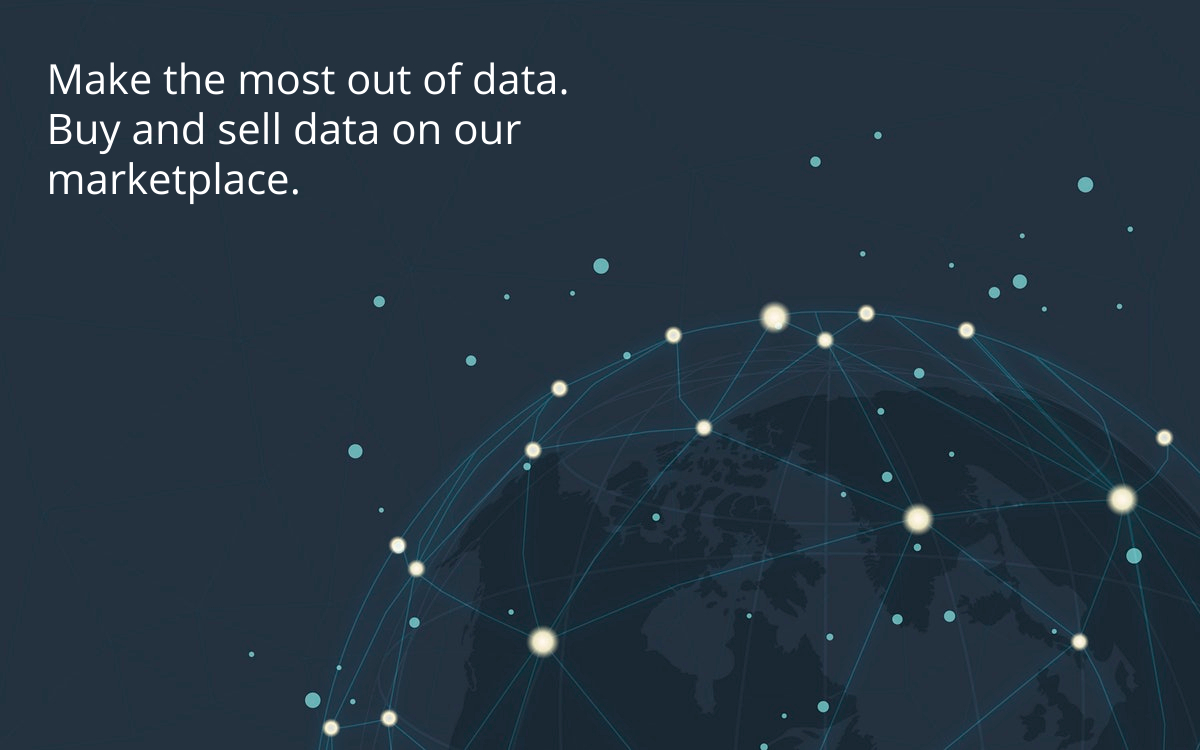 Make the most out of data.
Buy and sell data on our
marketplace.